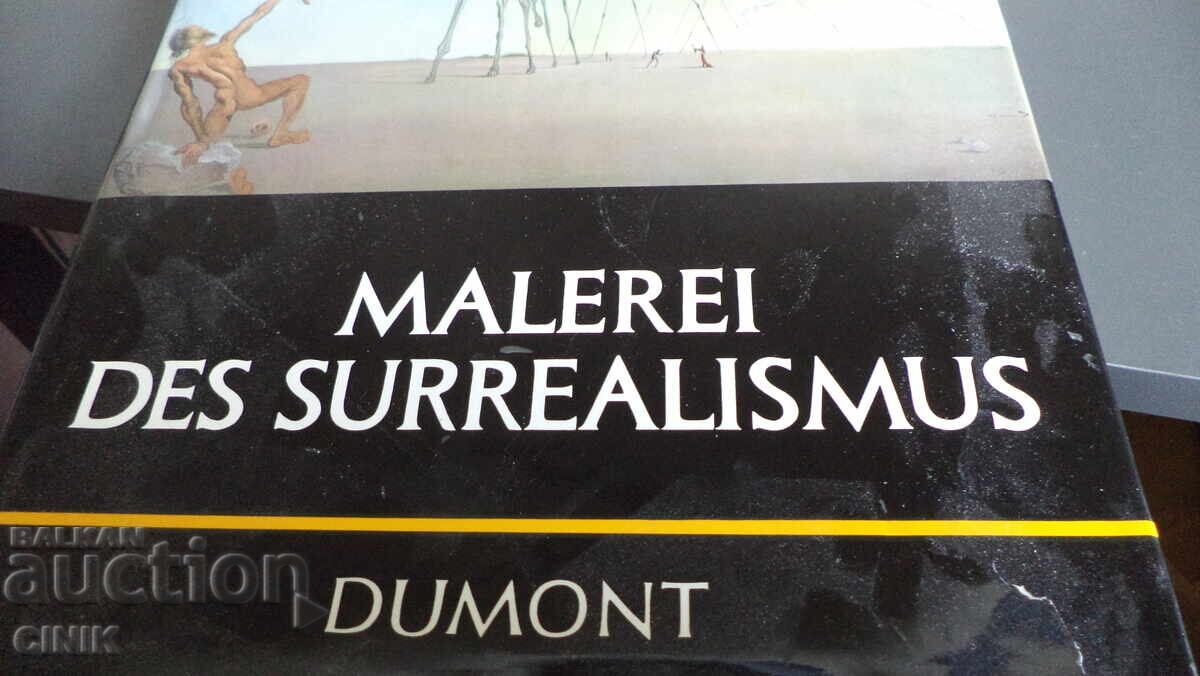 MALEREI
DES SURREALISMUS
DUMONT
BALKAN
auction
CINIK